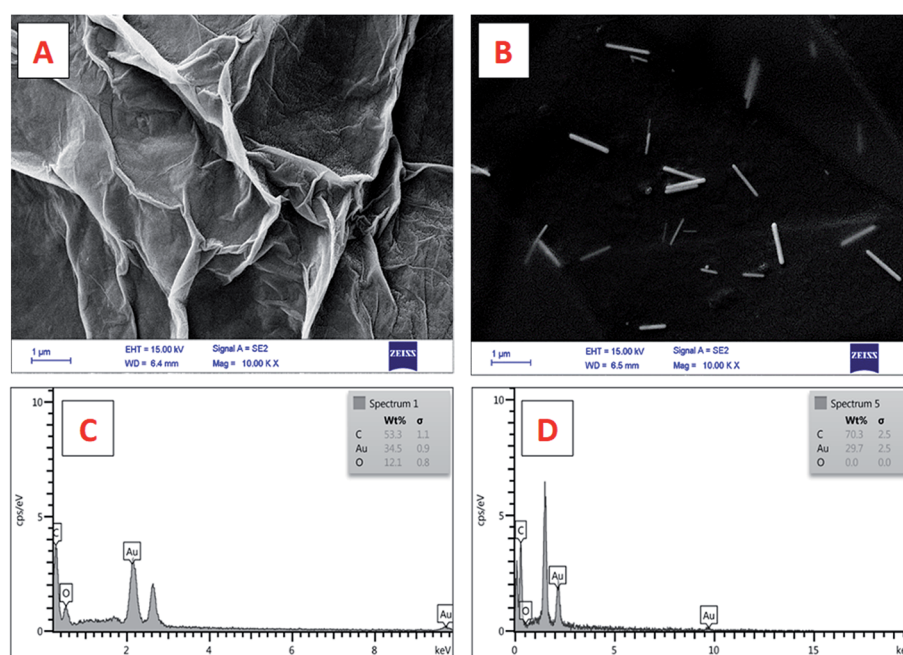 A
1 µm
EHT = 15.00 kV
WD = 6.4 mm
Signal A = SE2
Mag = 10.00 K X
ZEISS
B
1 µm
EHT = 15.00 kV
WD = 6.5 mm
Signal A = SE2
Mag = 10.00 K X
ZEISS
C
10
5
0
cps/eV
Spectrum 1
Wt% σ
C 53.3 1.1
Au 34.5 0.9
O 12.1 0.8
C
O
Au
Au
2 4 6 8 keV
D
10
5
0
cps/eV
Spectrum 5
Wt% σ
C 70.3 2.5
Au 29.7 2.5
O 0.0 0.0
C
O
Au
Au
0 5 10 15